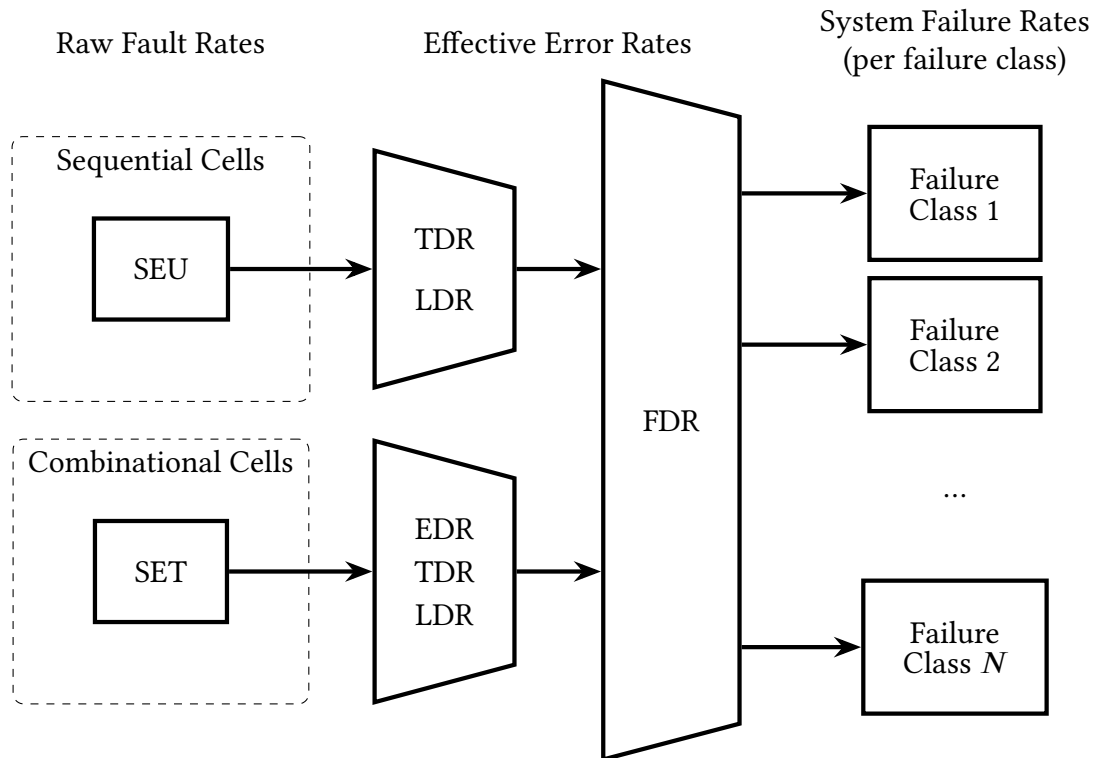 Raw Fault Rates
Effective Error Rates
System Failure Rates
(per failure class)
Sequential Cells
SEU
TDR
LDR
Combinational Cells
SET
EDR
TDR
LDR
FDR
Failure
Class 1
Failure
Class 2
...
Failure
Class N